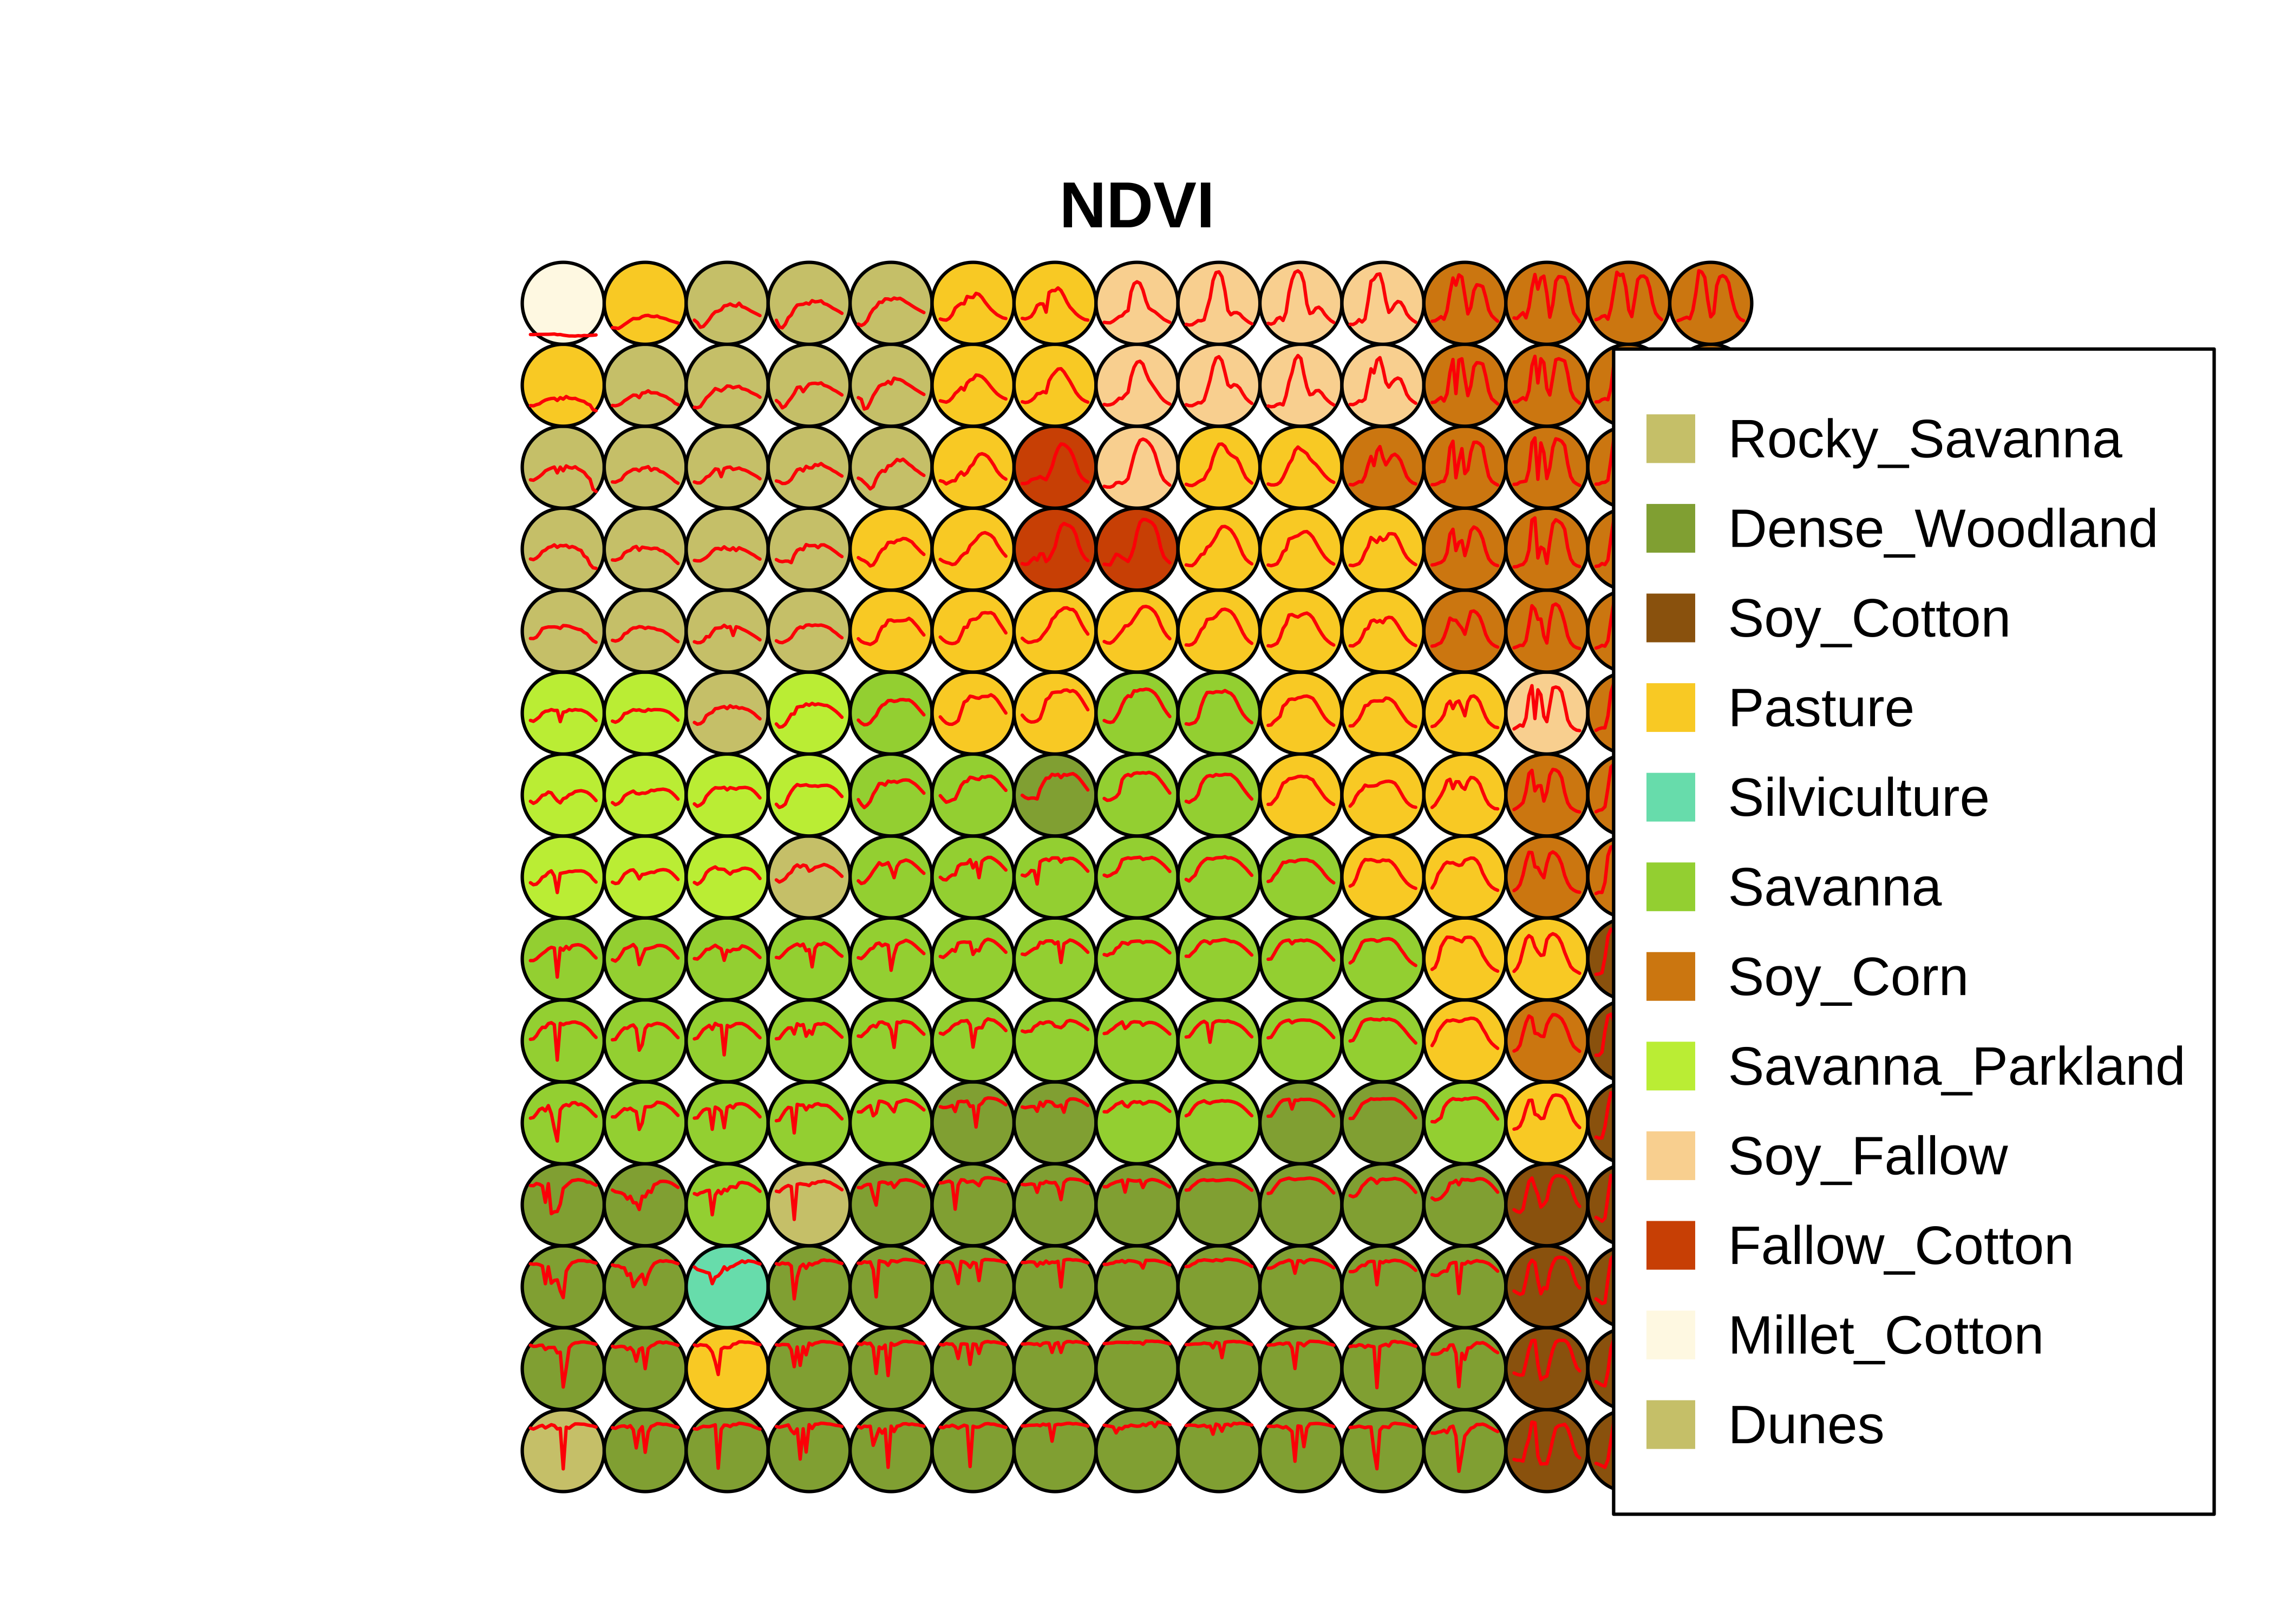 NDVI
Rocky_Savanna
Dense_Woodland
Soy_Cotton
Pasture
Silviculture
Savanna
Soy_Corn
Savanna_Parkland
Soy_Fallow
Fallow_Cotton
Millet_Cotton
Dunes